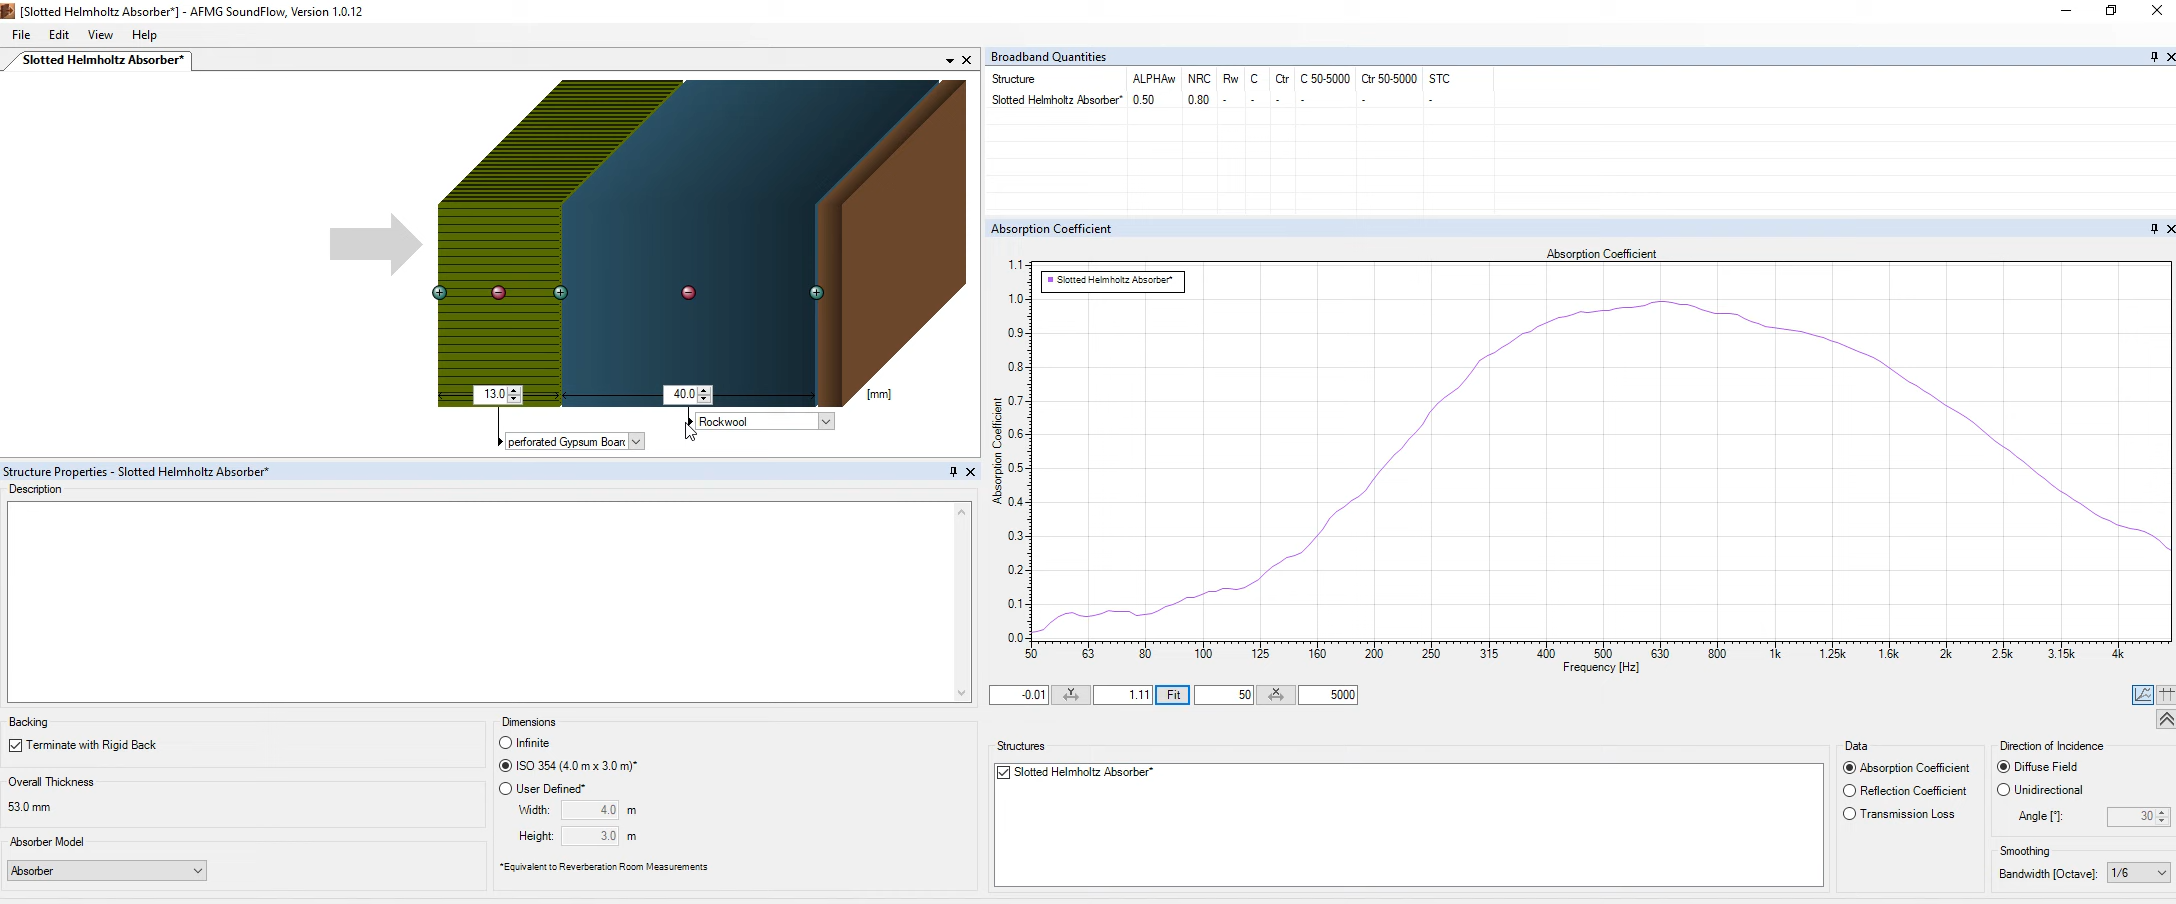 [Slotted Helmholtz Absorber*] - AFMG SoundFlow, Version 1.0.12
File Edit View Help
Slotted Helmholtz Absorber*
13.0
40.0
[mm]
Rockwool
perforated Gypsum Boar
Structure Properties - Slotted Helmholtz Absorber*
Description
Backing
Terminate with Rigid Back
Overall Thickness
53.0 mm
Absorber Model
Absorber
Dimensions
Infinite
ISO 354 (4.0 m x 3.0 m)*
User Defined*
Width: 4.0 m
Height: 3.0 m
*Equivalent to Reverberation Room Measurements
Broadband Quantities
Structure ALPHAw NRC Rw C Ctr C 50-5000 Ctr 50-5000 STC
Slotted Helmholtz Absorber* 0.50 0.80 - - - - - -
Absorption Coefficient
Absorption Coefficient
Slotted Helmholtz Absorber*
Absorption Coefficient
1.1
1.0
0.9
0.8
0.7
0.6
0.5
0.4
0.3
0.2
0.1
0.0
50 63 80 100 125 160 200 250 315 400 500 630 800 1k 1.25k 1.6k 2k 2.5k 3.15k 4k
Frequency [Hz]
-0.01 Y 1.11 Fit 50 X 5000
Structures
Slotted Helmholtz Absorber*
Data
Absorption Coefficient
Reflection Coefficient
Transmission Loss
Direction of Incidence
Diffuse Field
Unidirectional
Angle [°]: 30
Smoothing
Bandwidth [Octave]: 1/6